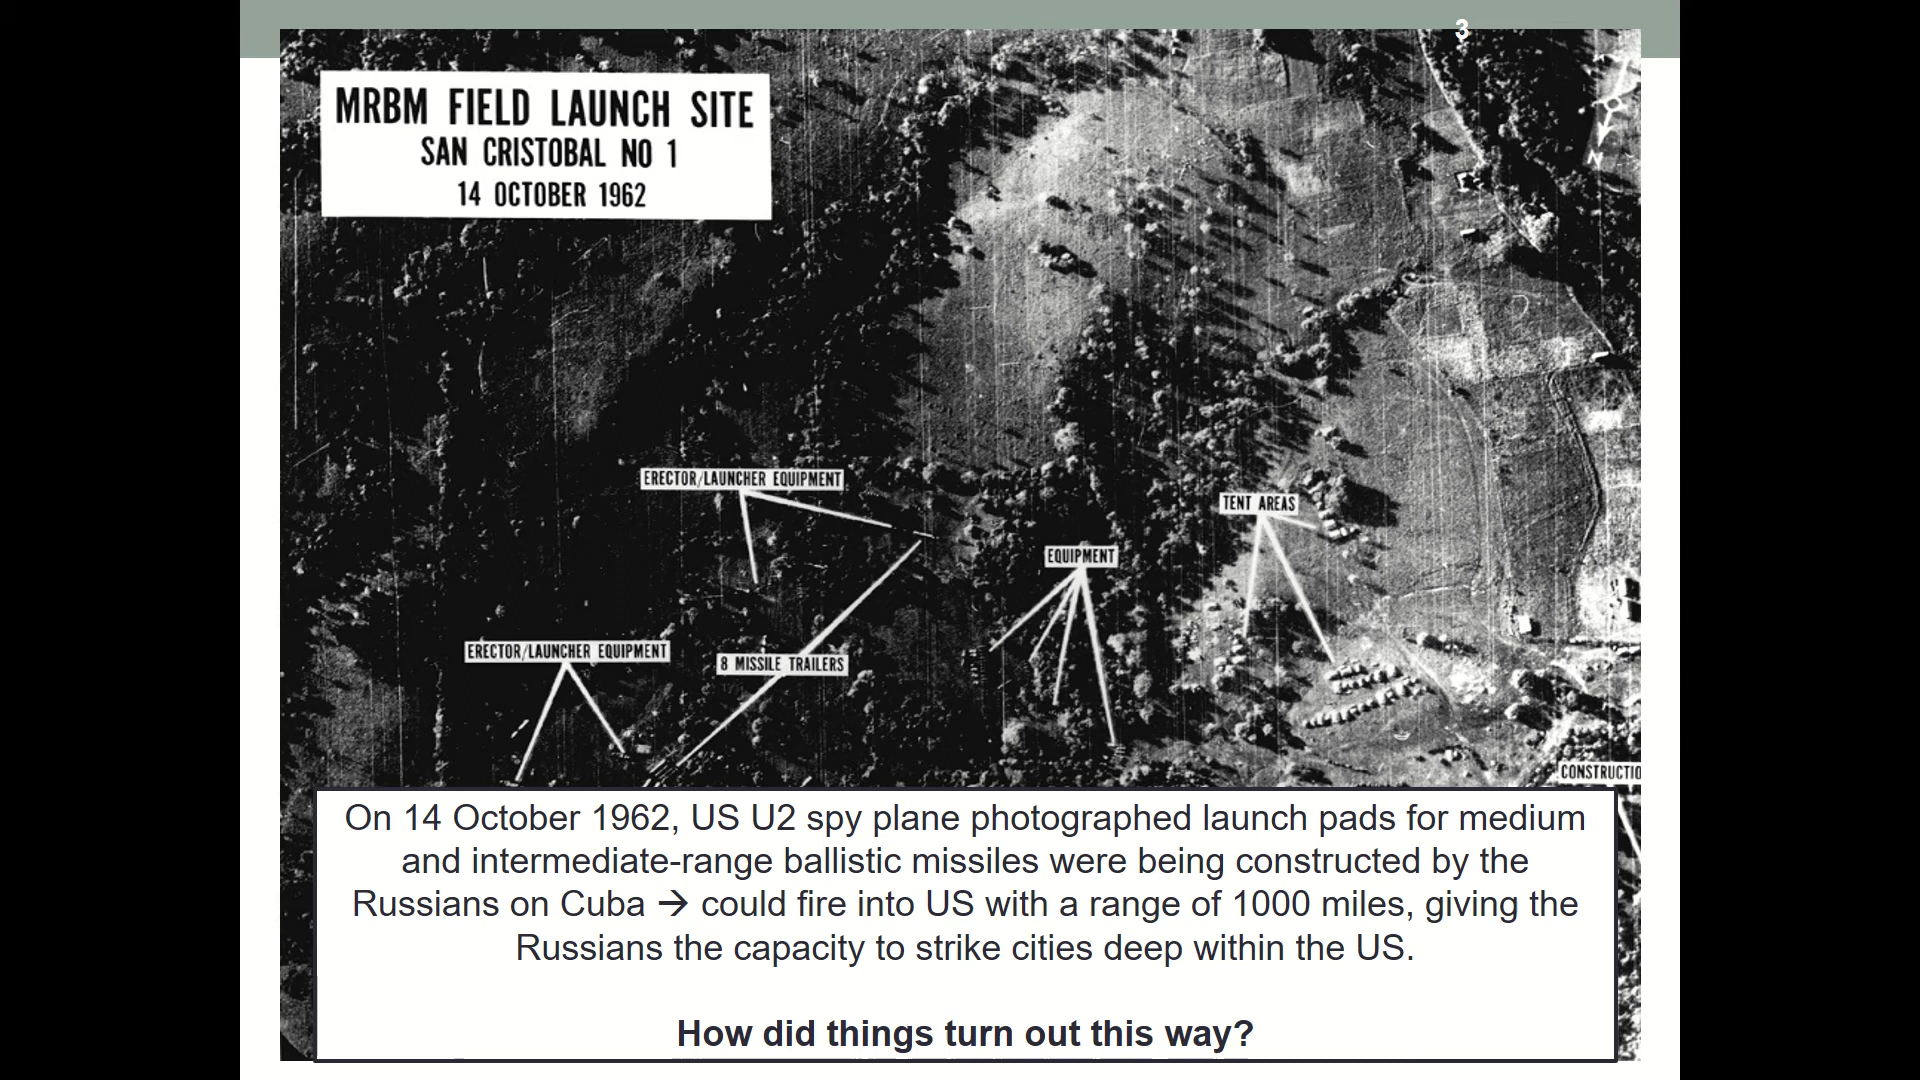 3
MRBM FIELD LAUNCH SITE
SAN CRISTOBAL NO 1
14 OCTOBER 1962
N
ERECTOR/LAUNCHER EQUIPMENT
TENT AREAS
EQUIPMENT
ERECTOR/LAUNCHER EQUIPMENT
8 MISSILE TRAILERS
CONSTRUCTIO
On 14 October 1962, US U2 spy plane photographed launch pads for medium
and intermediate-range ballistic missiles were being constructed by the
Russians on Cuba → could fire into US with a range of 1000 miles, giving the
Russians the capacity to strike cities deep within the US.
How did things turn out this way?